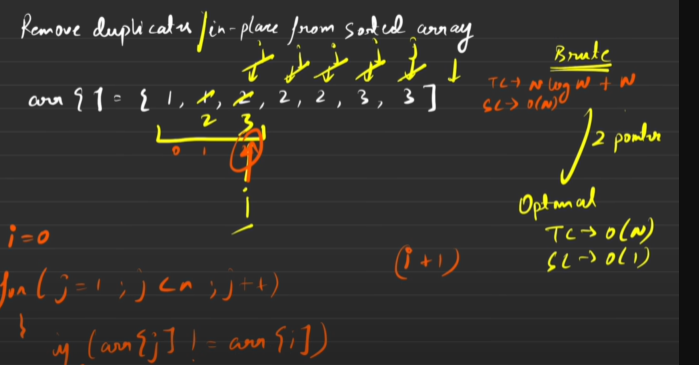 Remove duplicates in-place from sorted array
j j j j j
Brute
TC → N log N + N
SC → O(N)
arr [ ] = { 1, 1, 2, 2, 2, 3, 3 ]
2 3
2 pointer
0 1 2
i
Optimal
TC → O(N)
SC → O(1)
i = 0
for ( j = 1 ; j < n ; j++ )
(i + 1)
{
if (arr[j] != arr[i])